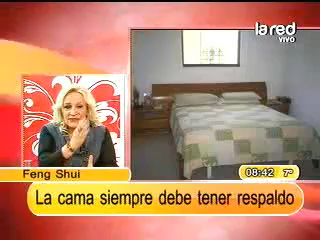 la red
vivo
Feng Shui
08:42 7°
La cama siempre debe tener respaldo